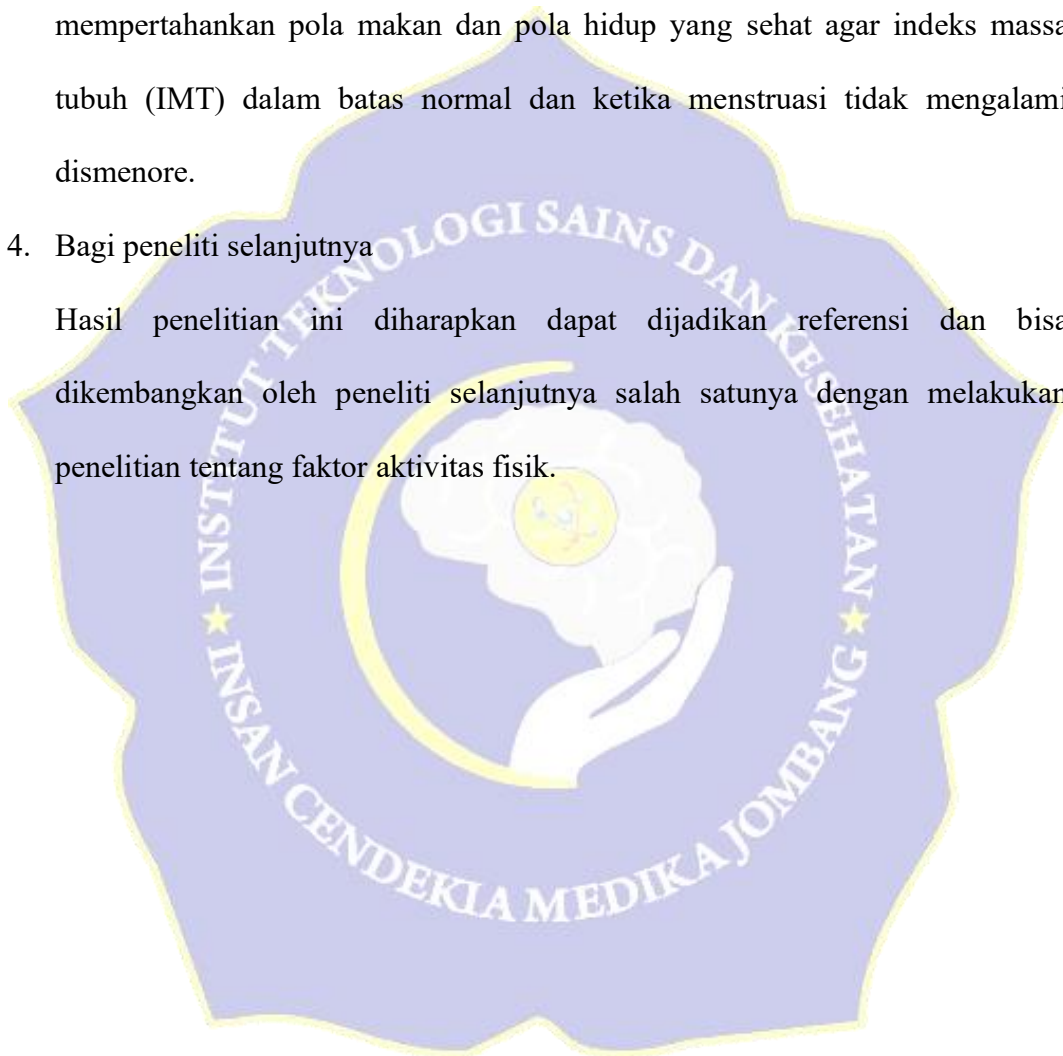 mempertahankan pola makan dan pola hidup yang sehat agar indeks massa
tubuh (IMT) dalam batas normal dan ketika menstruasi tidak mengalami
dismenore.
4. Bagi peneliti selanjutnya
Hasil penelitian ini diharapkan dapat dijadikan referensi dan bisa
dikembangkan oleh peneliti selanjutnya salah satunya dengan melakukan
penelitian tentang faktor aktivitas fisik.
INSTITUT TEKNOLOGI SAINS DAN KESEHATAN
INSAN CENDEKIA MEDIKA JOMBANG